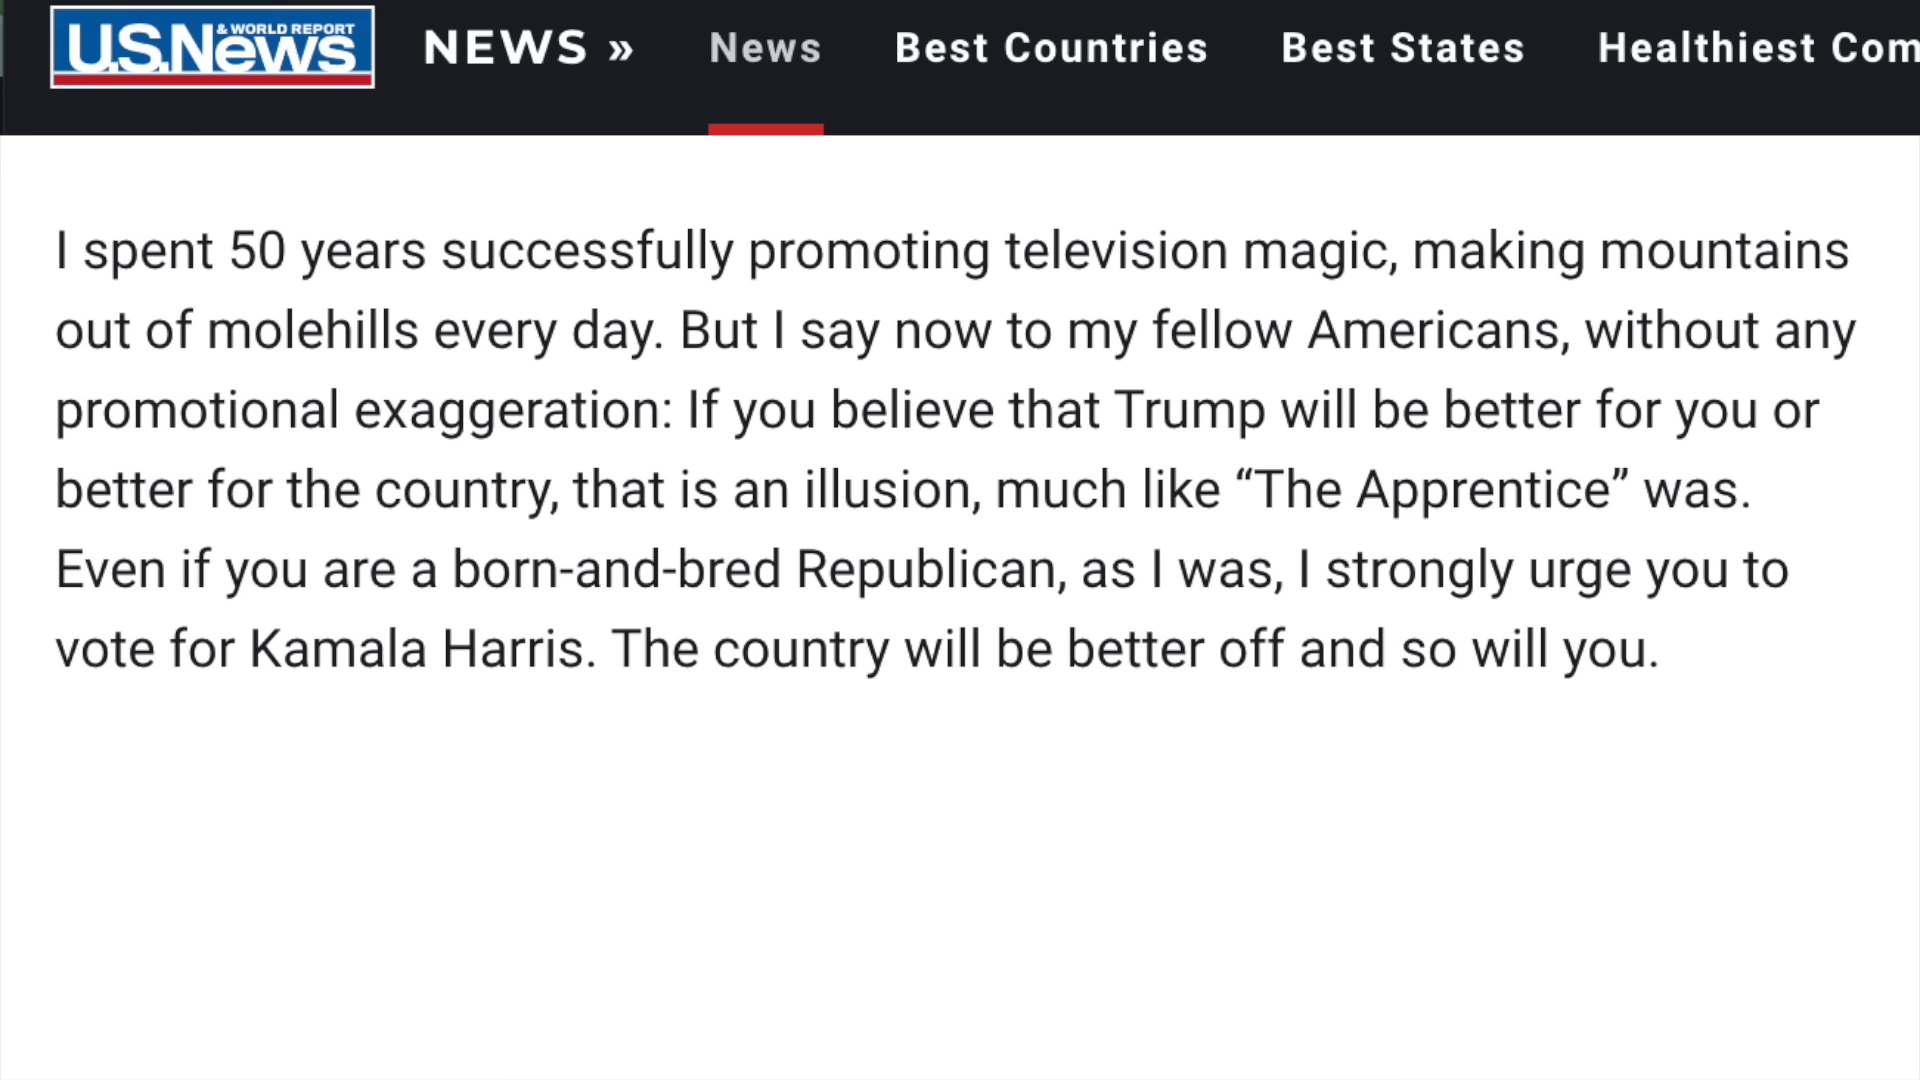 U.S.News & WORLD REPORT
NEWS » News Best Countries Best States Healthiest Com
I spent 50 years successfully promoting television magic, making mountains
out of molehills every day. But I say now to my fellow Americans, without any
promotional exaggeration: If you believe that Trump will be better for you or
better for the country, that is an illusion, much like “The Apprentice” was.
Even if you are a born-and-bred Republican, as I was, I strongly urge you to
vote for Kamala Harris. The country will be better off and so will you.